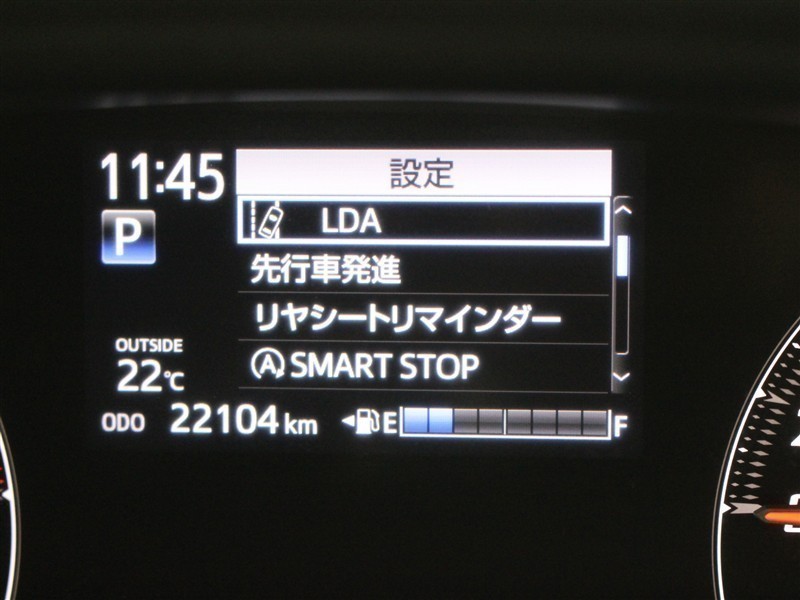 11:45
設定
P
LDA
先行車発進
リヤシートリマインダー
OUTSIDE
22℃
A SMART STOP
ODO 22104 km
E F